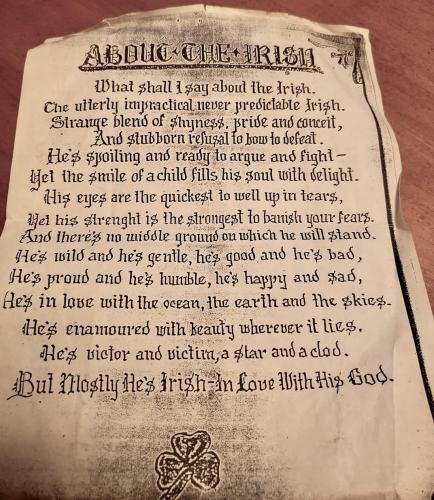 ABOUT·THE·IRISH
What shall I say about the Irish.
The utterly impractical, never predictable Irish.
Strange blend of shyness, pride and conceit,
And stubborn refusal to bow to defeat.
He's spoiling and ready to argue and fight—
Yet the smile of a child fills his soul with delight.
His eyes are the quickest to well up in tears,
Yet his strenght is the strongest to banish your fears.
And there's no middle ground on which he will stand.
He's wild and he's gentle, he's good and he's bad,
He's proud and he's humble, he's happy and sad,
He's in love with the ocean, the earth and the skies.
He's enamoured with beauty wherever it lies.
He's victor and victim, a star and a clod.
But Mostly He's Irish-In Love With His God.